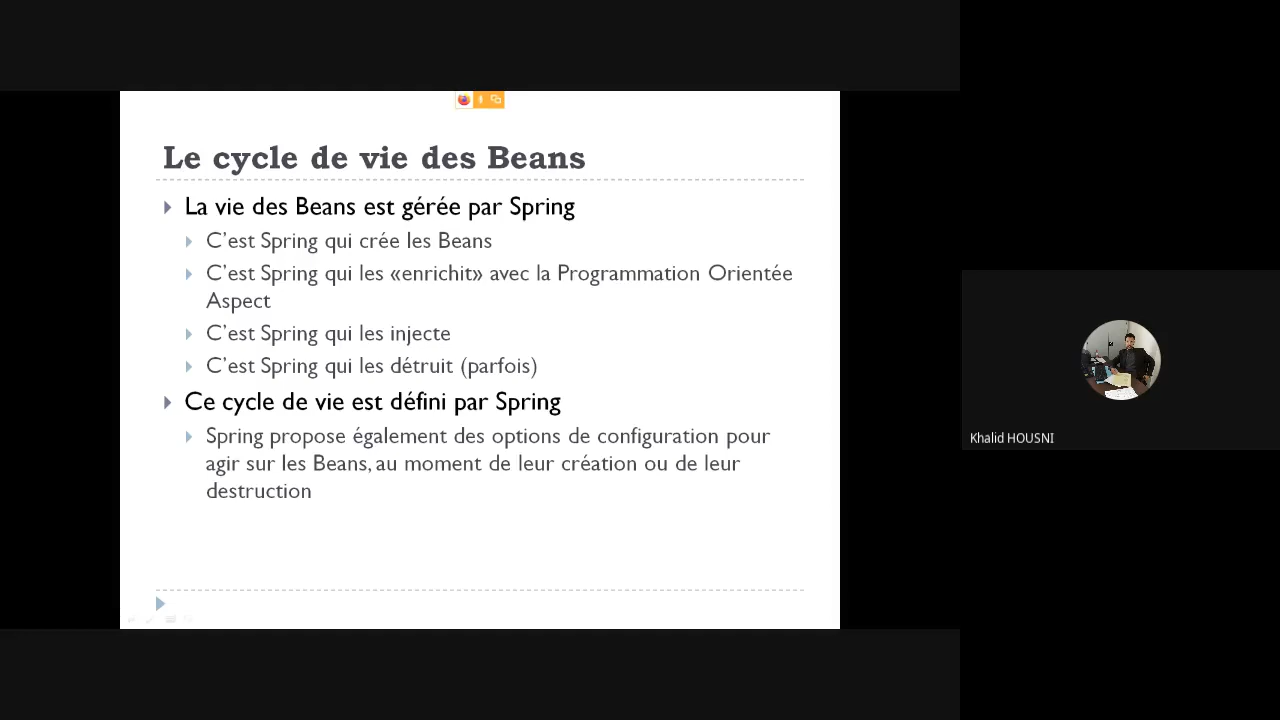 Le cycle de vie des Beans
La vie des Beans est gérée par Spring
C'est Spring qui crée les Beans
C'est Spring qui les «enrichit» avec la Programmation Orientée
Aspect
C'est Spring qui les injecte
C'est Spring qui les détruit (parfois)
Ce cycle de vie est défini par Spring
Spring propose également des options de configuration pour
agir sur les Beans, au moment de leur création ou de leur
destruction
Khalid HOUSNI